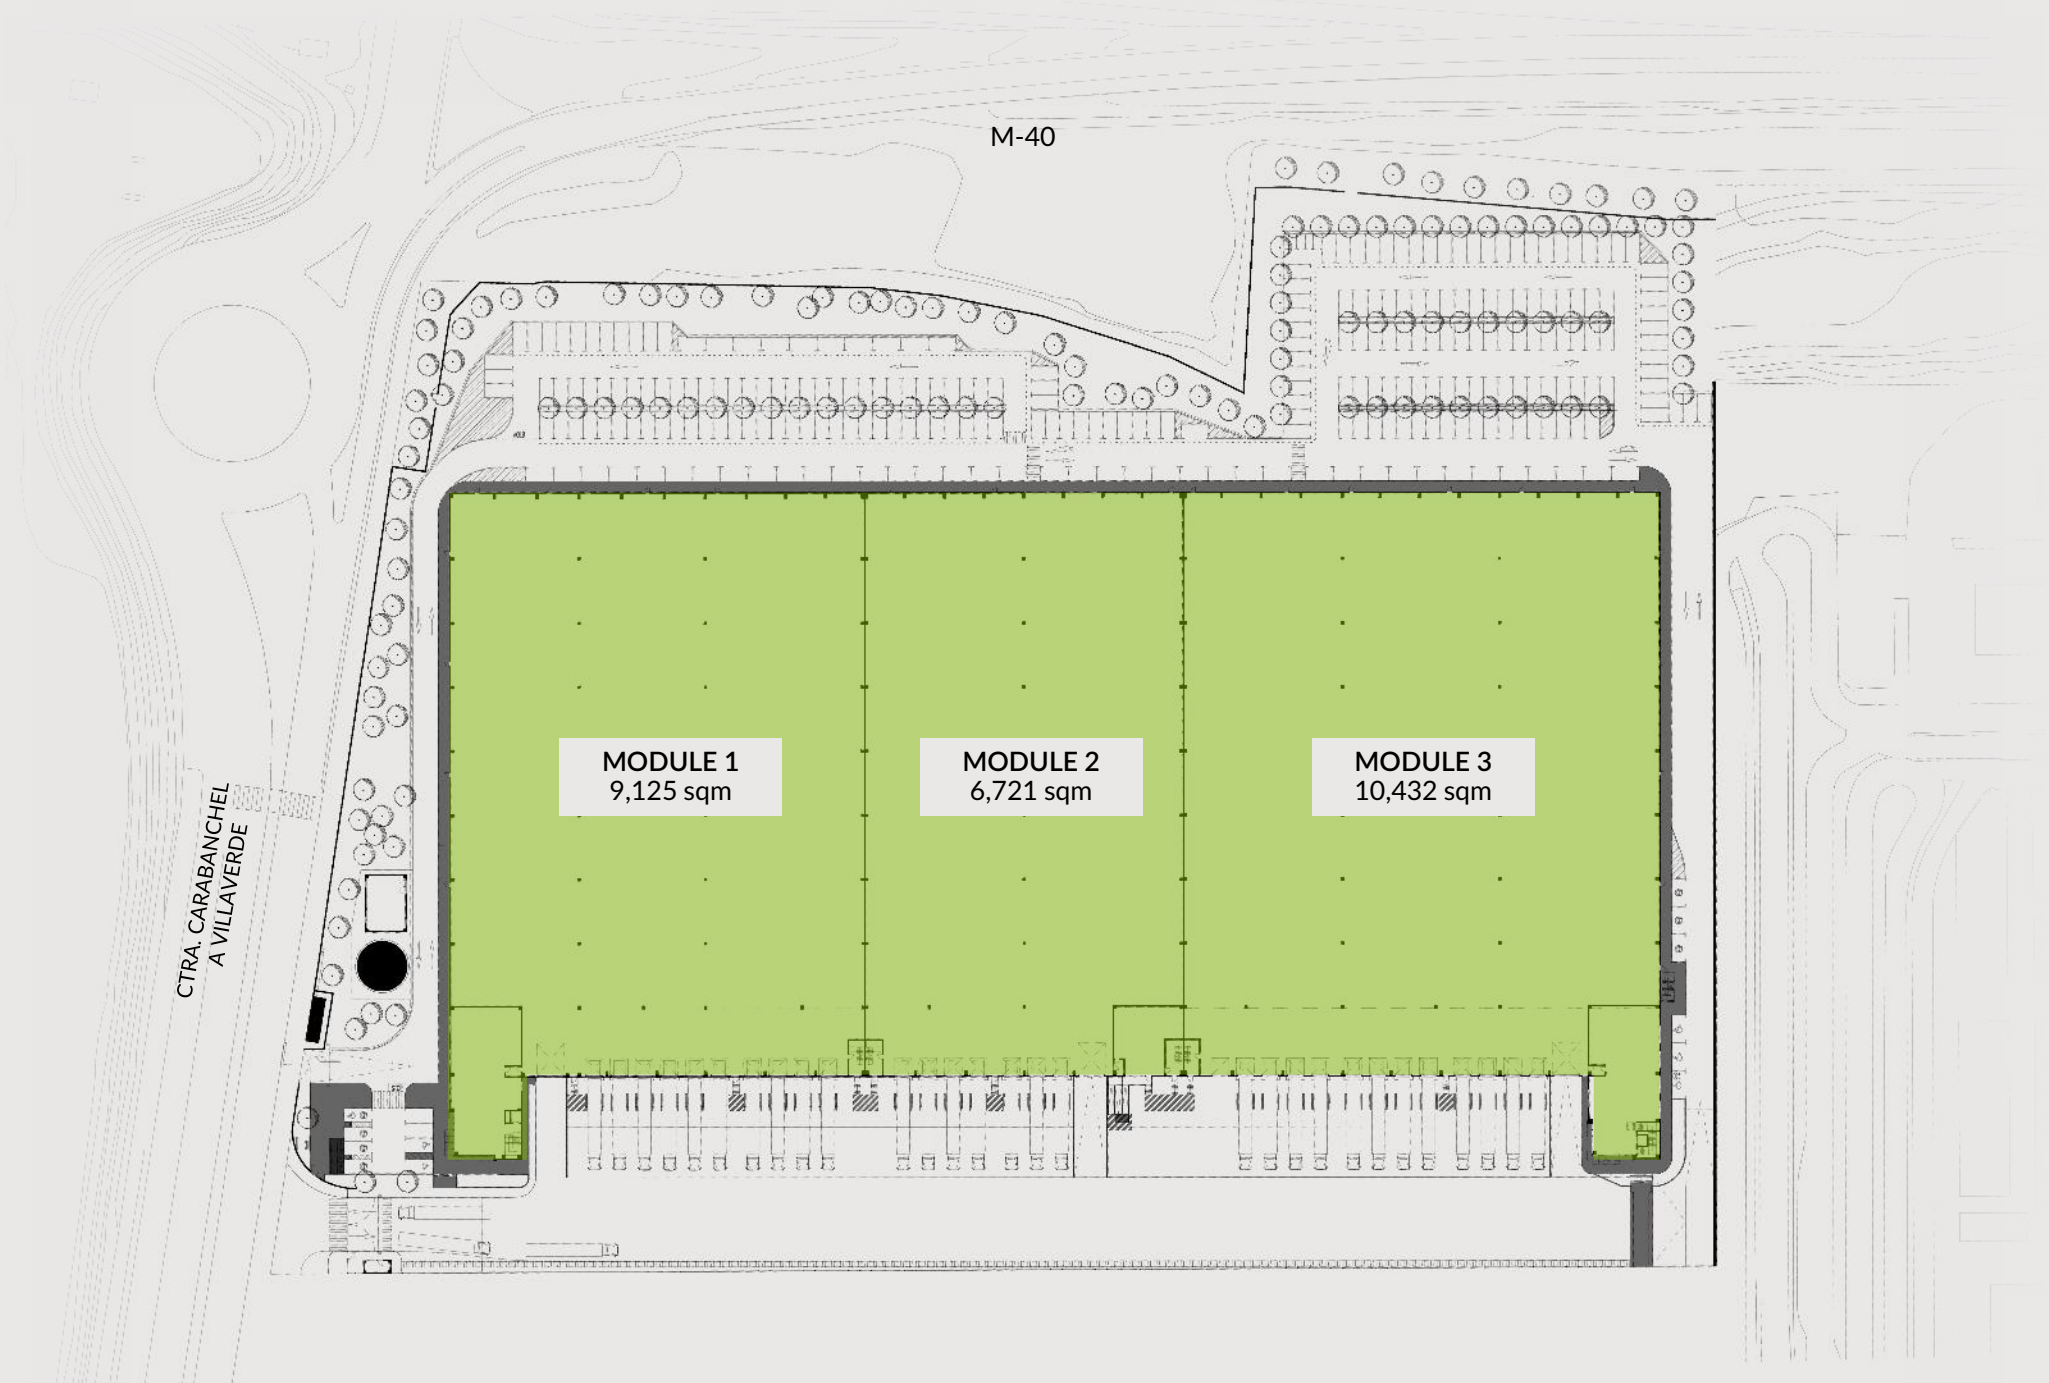 M-40
MODULE 1
9,125 sqm
MODULE 2
6,721 sqm
MODULE 3
10,432 sqm
CTRA. CARABANCHEL
A VILLAVERDE